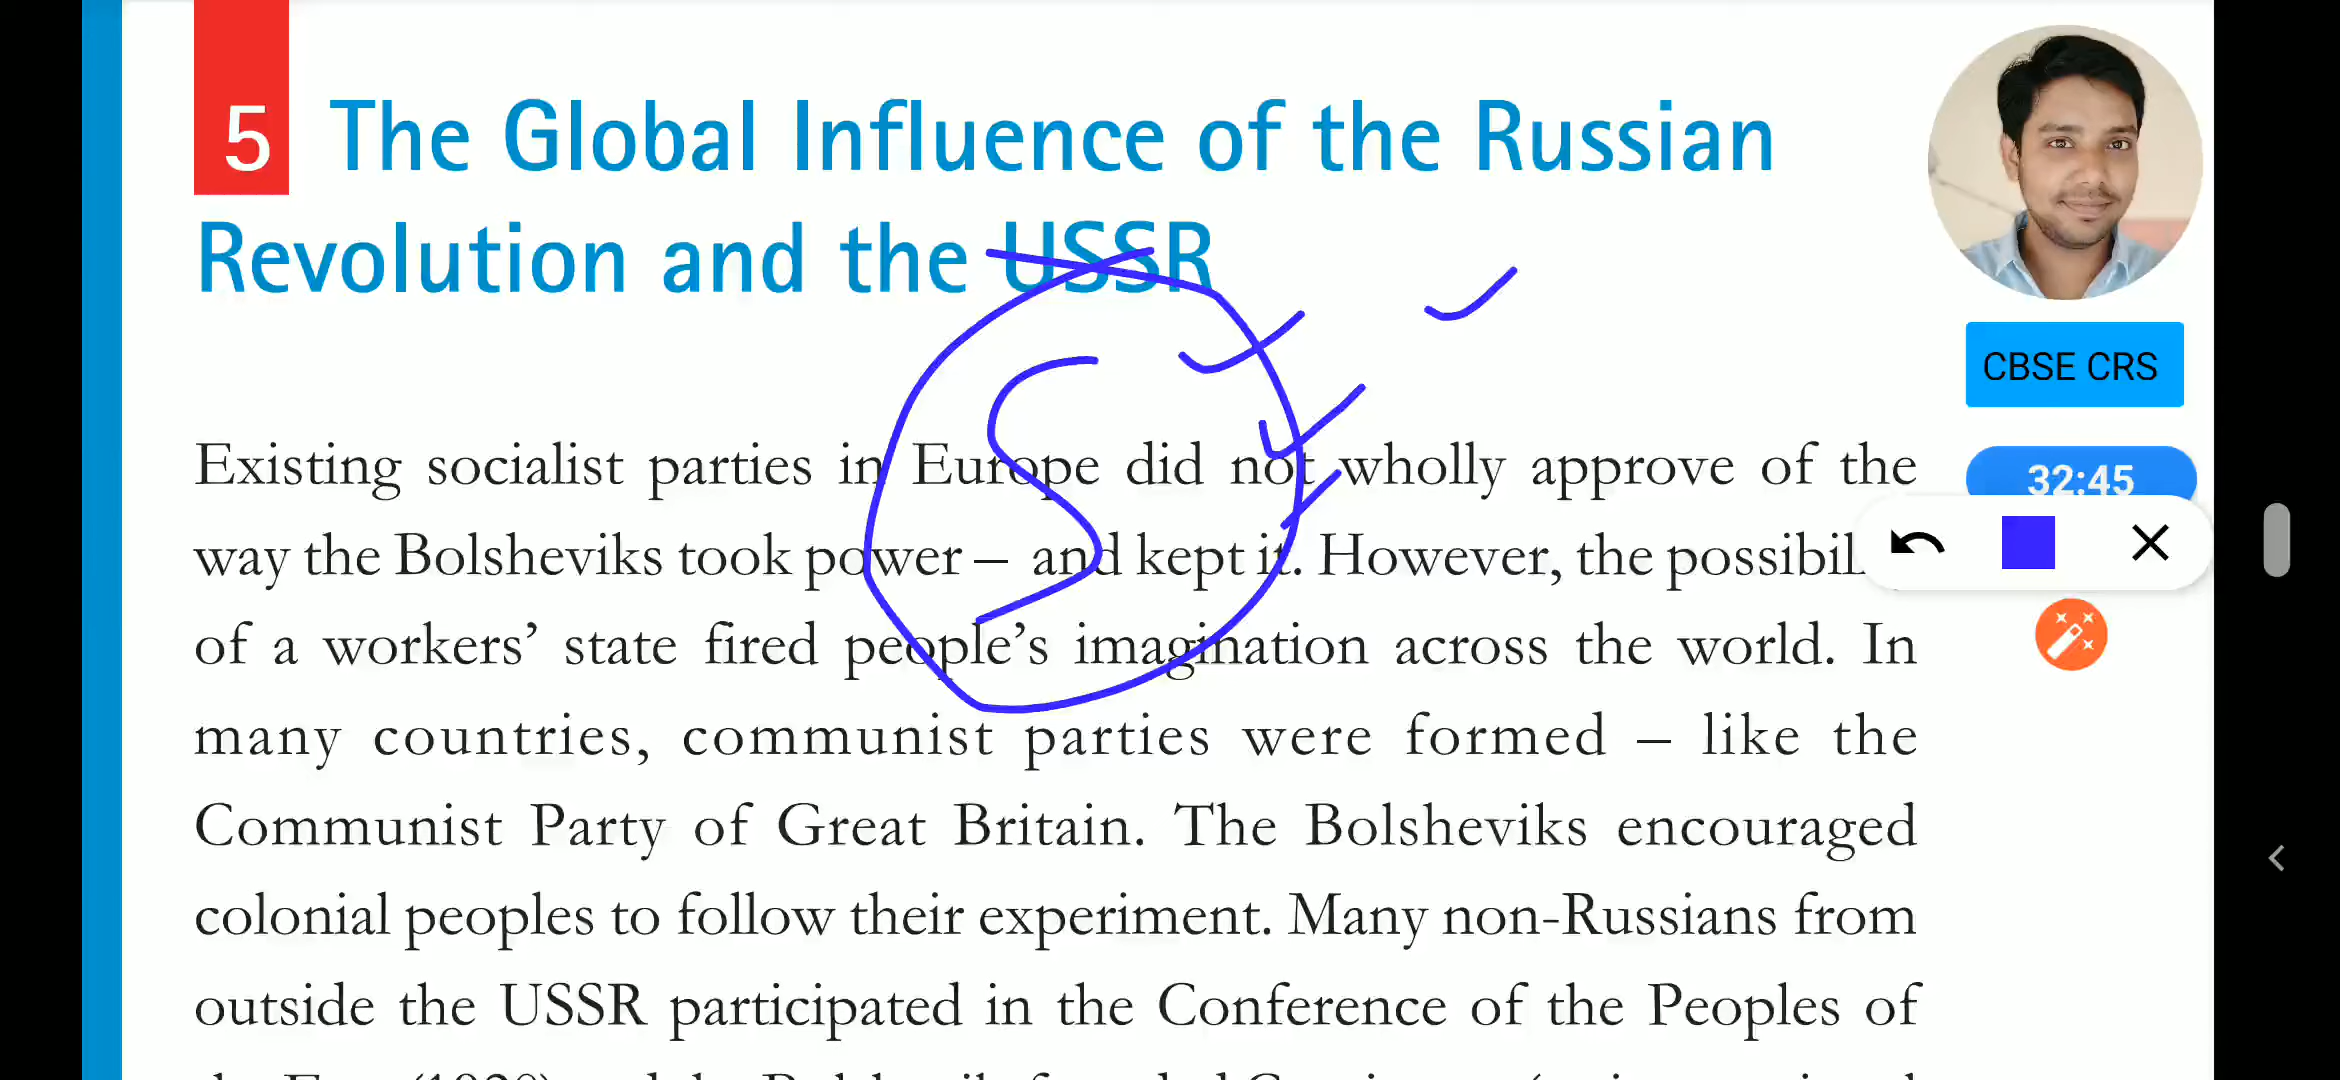 5 The Global Influence of the Russian
Revolution and the USSR
Existing socialist parties in Europe did not wholly approve of the
way the Bolsheviks took power – and kept it. However, the
of a workers’ state fired people’s imagination across the world. In
many countries, communist parties were formed – like the
Communist Party of Great Britain. The Bolsheviks encouraged
colonial peoples to follow their experiment. Many non-Russians from
outside the USSR participated in the Conference of the Peoples of
CBSE CRS
32:45
S